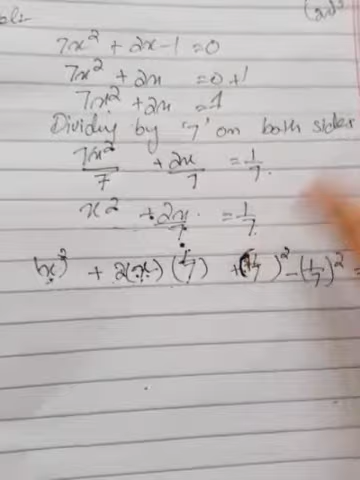 7x² + 2x - 1 = 0
7x² + 2x = 0 + 1
7x² + 2x = 1
Dividing by '7' on both sides
7x²/7 + 2x/7 = 1/7.
x² + 2x/7 = 1/7
(x)² + 2(x)(1/7) + (1/7)² - (1/7)² =